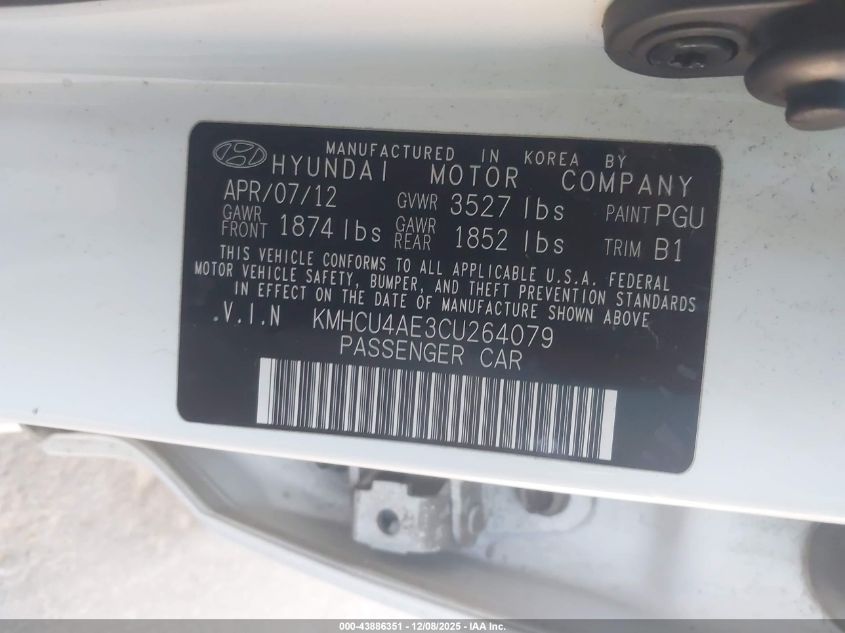 MANUFACTURED IN KOREA BY
HYUNDAI MOTOR COMPANY
APR/07/12 GVWR 3527 lbs PAINT PGU
GAWR FRONT 1874 lbs GAWR REAR 1852 lbs TRIM B1
THIS VEHICLE CONFORMS TO ALL APPLICABLE U.S.A. FEDERAL
MOTOR VEHICLE SAFETY, BUMPER, AND THEFT PREVENTION STANDARDS
IN EFFECT ON THE DATE OF MANUFACTURE SHOWN ABOVE.
.V.I.N KMHCU4AE3CU264079
PASSENGER CAR
000-43886351 - 12/08/2025 - IAA Inc.